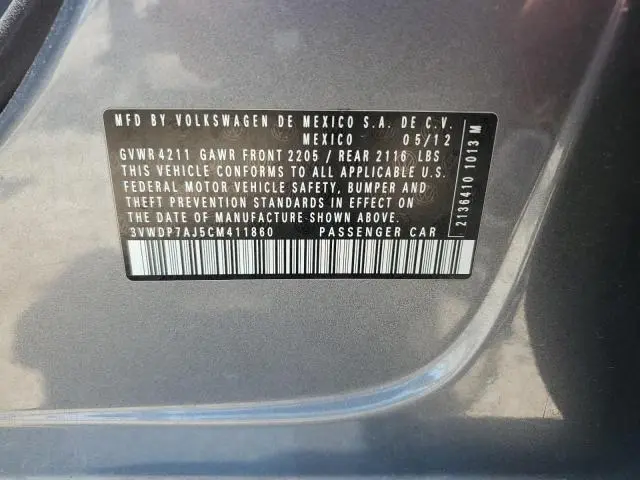 MFD BY VOLKSWAGEN DE MEXICO S.A. DE C.V.
MEXICO 05/12
GVWR 4211 GAWR FRONT 2205 / REAR 2116 LBS
THIS VEHICLE CONFORMS TO ALL APPLICABLE U.S.
FEDERAL MOTOR VEHICLE SAFETY, BUMPER AND
THEFT PREVENTION STANDARDS IN EFFECT ON
THE DATE OF MANUFACTURE SHOWN ABOVE.
3VWDP7AJ5CM411860 PASSENGER CAR
2136410 1013 M